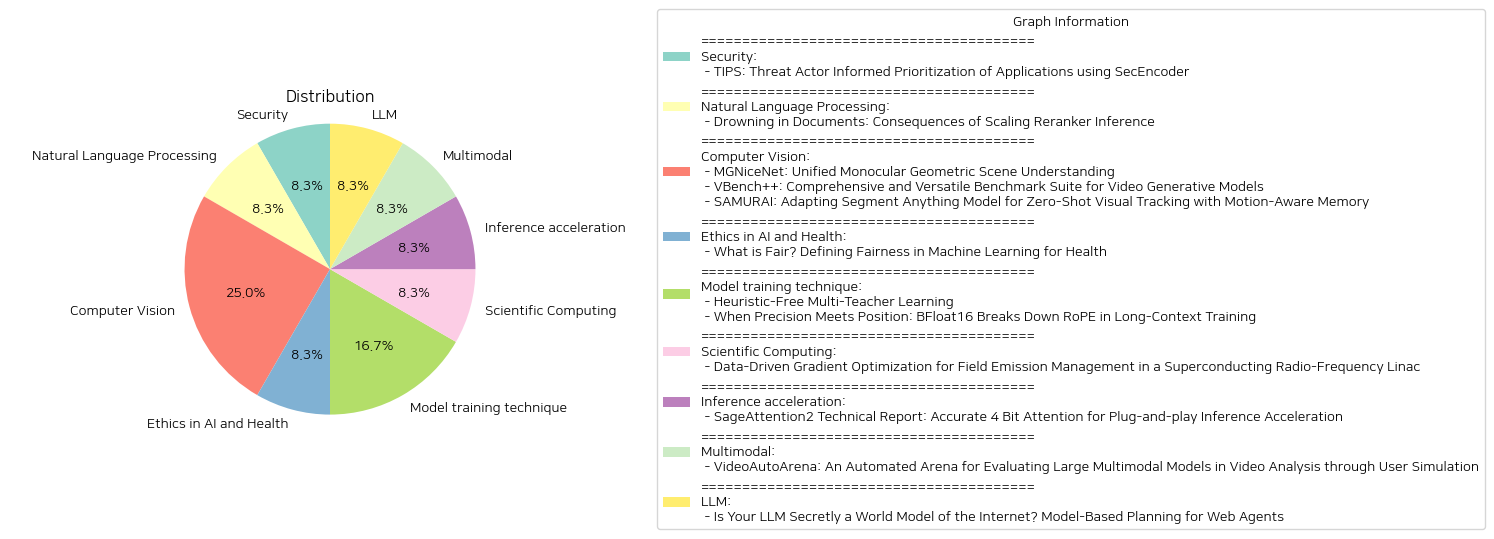 Distribution
Security
LLM
Natural Language Processing
Multimodal
8.3%
8.3%
8.3%
8.3%
Inference acceleration
8.3%
25.0%
8.3%
Computer Vision
Scientific Computing
8.3%
16.7%
Ethics in AI and Health
Model training technique
Graph Information
========================================
Security:
- TIPS: Threat Actor Informed Prioritization of Applications using SecEncoder
========================================
Natural Language Processing:
- Drowning in Documents: Consequences of Scaling Reranker Inference
========================================
Computer Vision:
- MGNiceNet: Unified Monocular Geometric Scene Understanding
- VBench++: Comprehensive and Versatile Benchmark Suite for Video Generative Models
- SAMURAI: Adapting Segment Anything Model for Zero-Shot Visual Tracking with Motion-Aware Memory
========================================
Ethics in AI and Health:
- What is Fair? Defining Fairness in Machine Learning for Health
========================================
Model training technique:
- Heuristic-Free Multi-Teacher Learning
- When Precision Meets Position: BFloat16 Breaks Down RoPE in Long-Context Training
========================================
Scientific Computing:
- Data-Driven Gradient Optimization for Field Emission Management in a Superconducting Radio-Frequency Linac
========================================
Inference acceleration:
- SageAttention2 Technical Report: Accurate 4 Bit Attention for Plug-and-play Inference Acceleration
========================================
Multimodal:
- VideoAutoArena: An Automated Arena for Evaluating Large Multimodal Models in Video Analysis through User Simulation
========================================
LLM:
- Is Your LLM Secretly a World Model of the Internet? Model-Based Planning for Web Agents